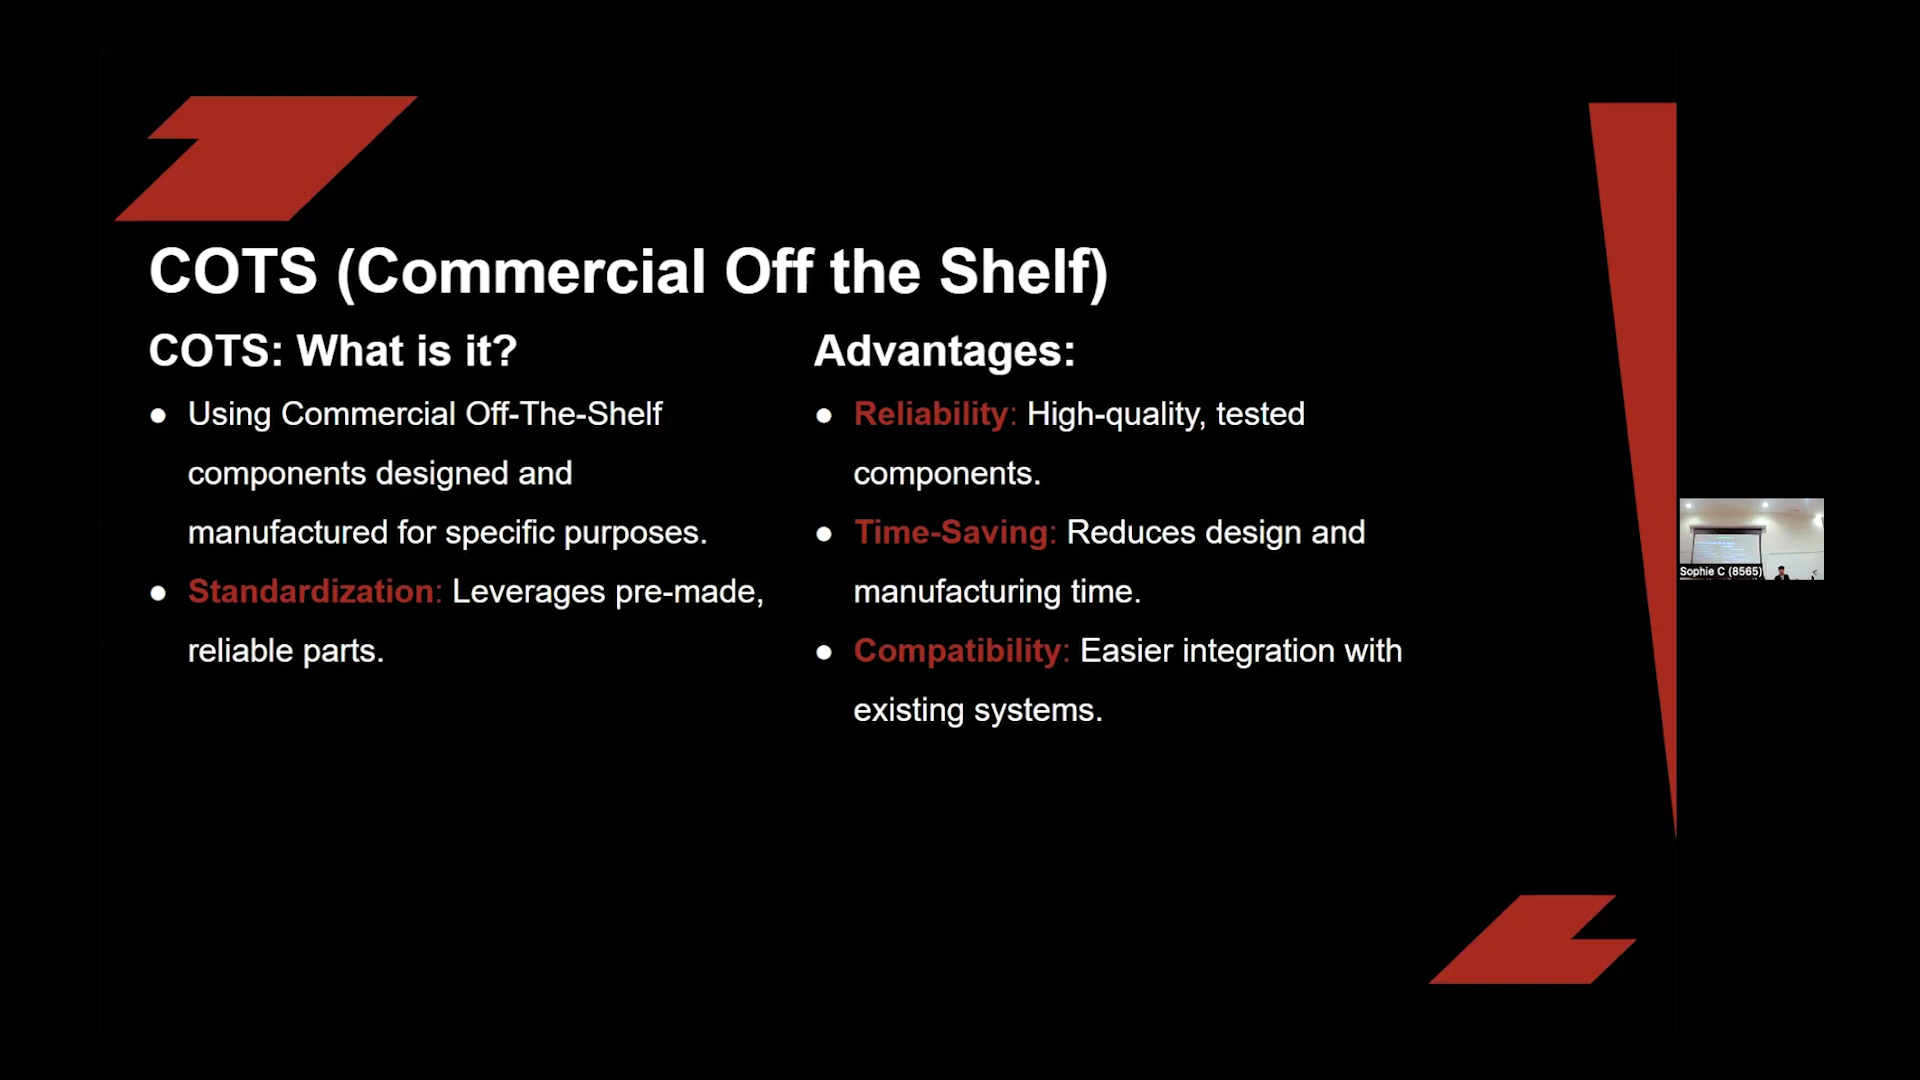 COTS (Commercial Off the Shelf)
COTS: What is it?
● Using Commercial Off-The-Shelf
components designed and
manufactured for specific purposes.
● Standardization: Leverages pre-made,
reliable parts.
Advantages:
● Reliability: High-quality, tested
components.
● Time-Saving: Reduces design and
manufacturing time.
● Compatibility: Easier integration with
existing systems.
Sophie C (8565)